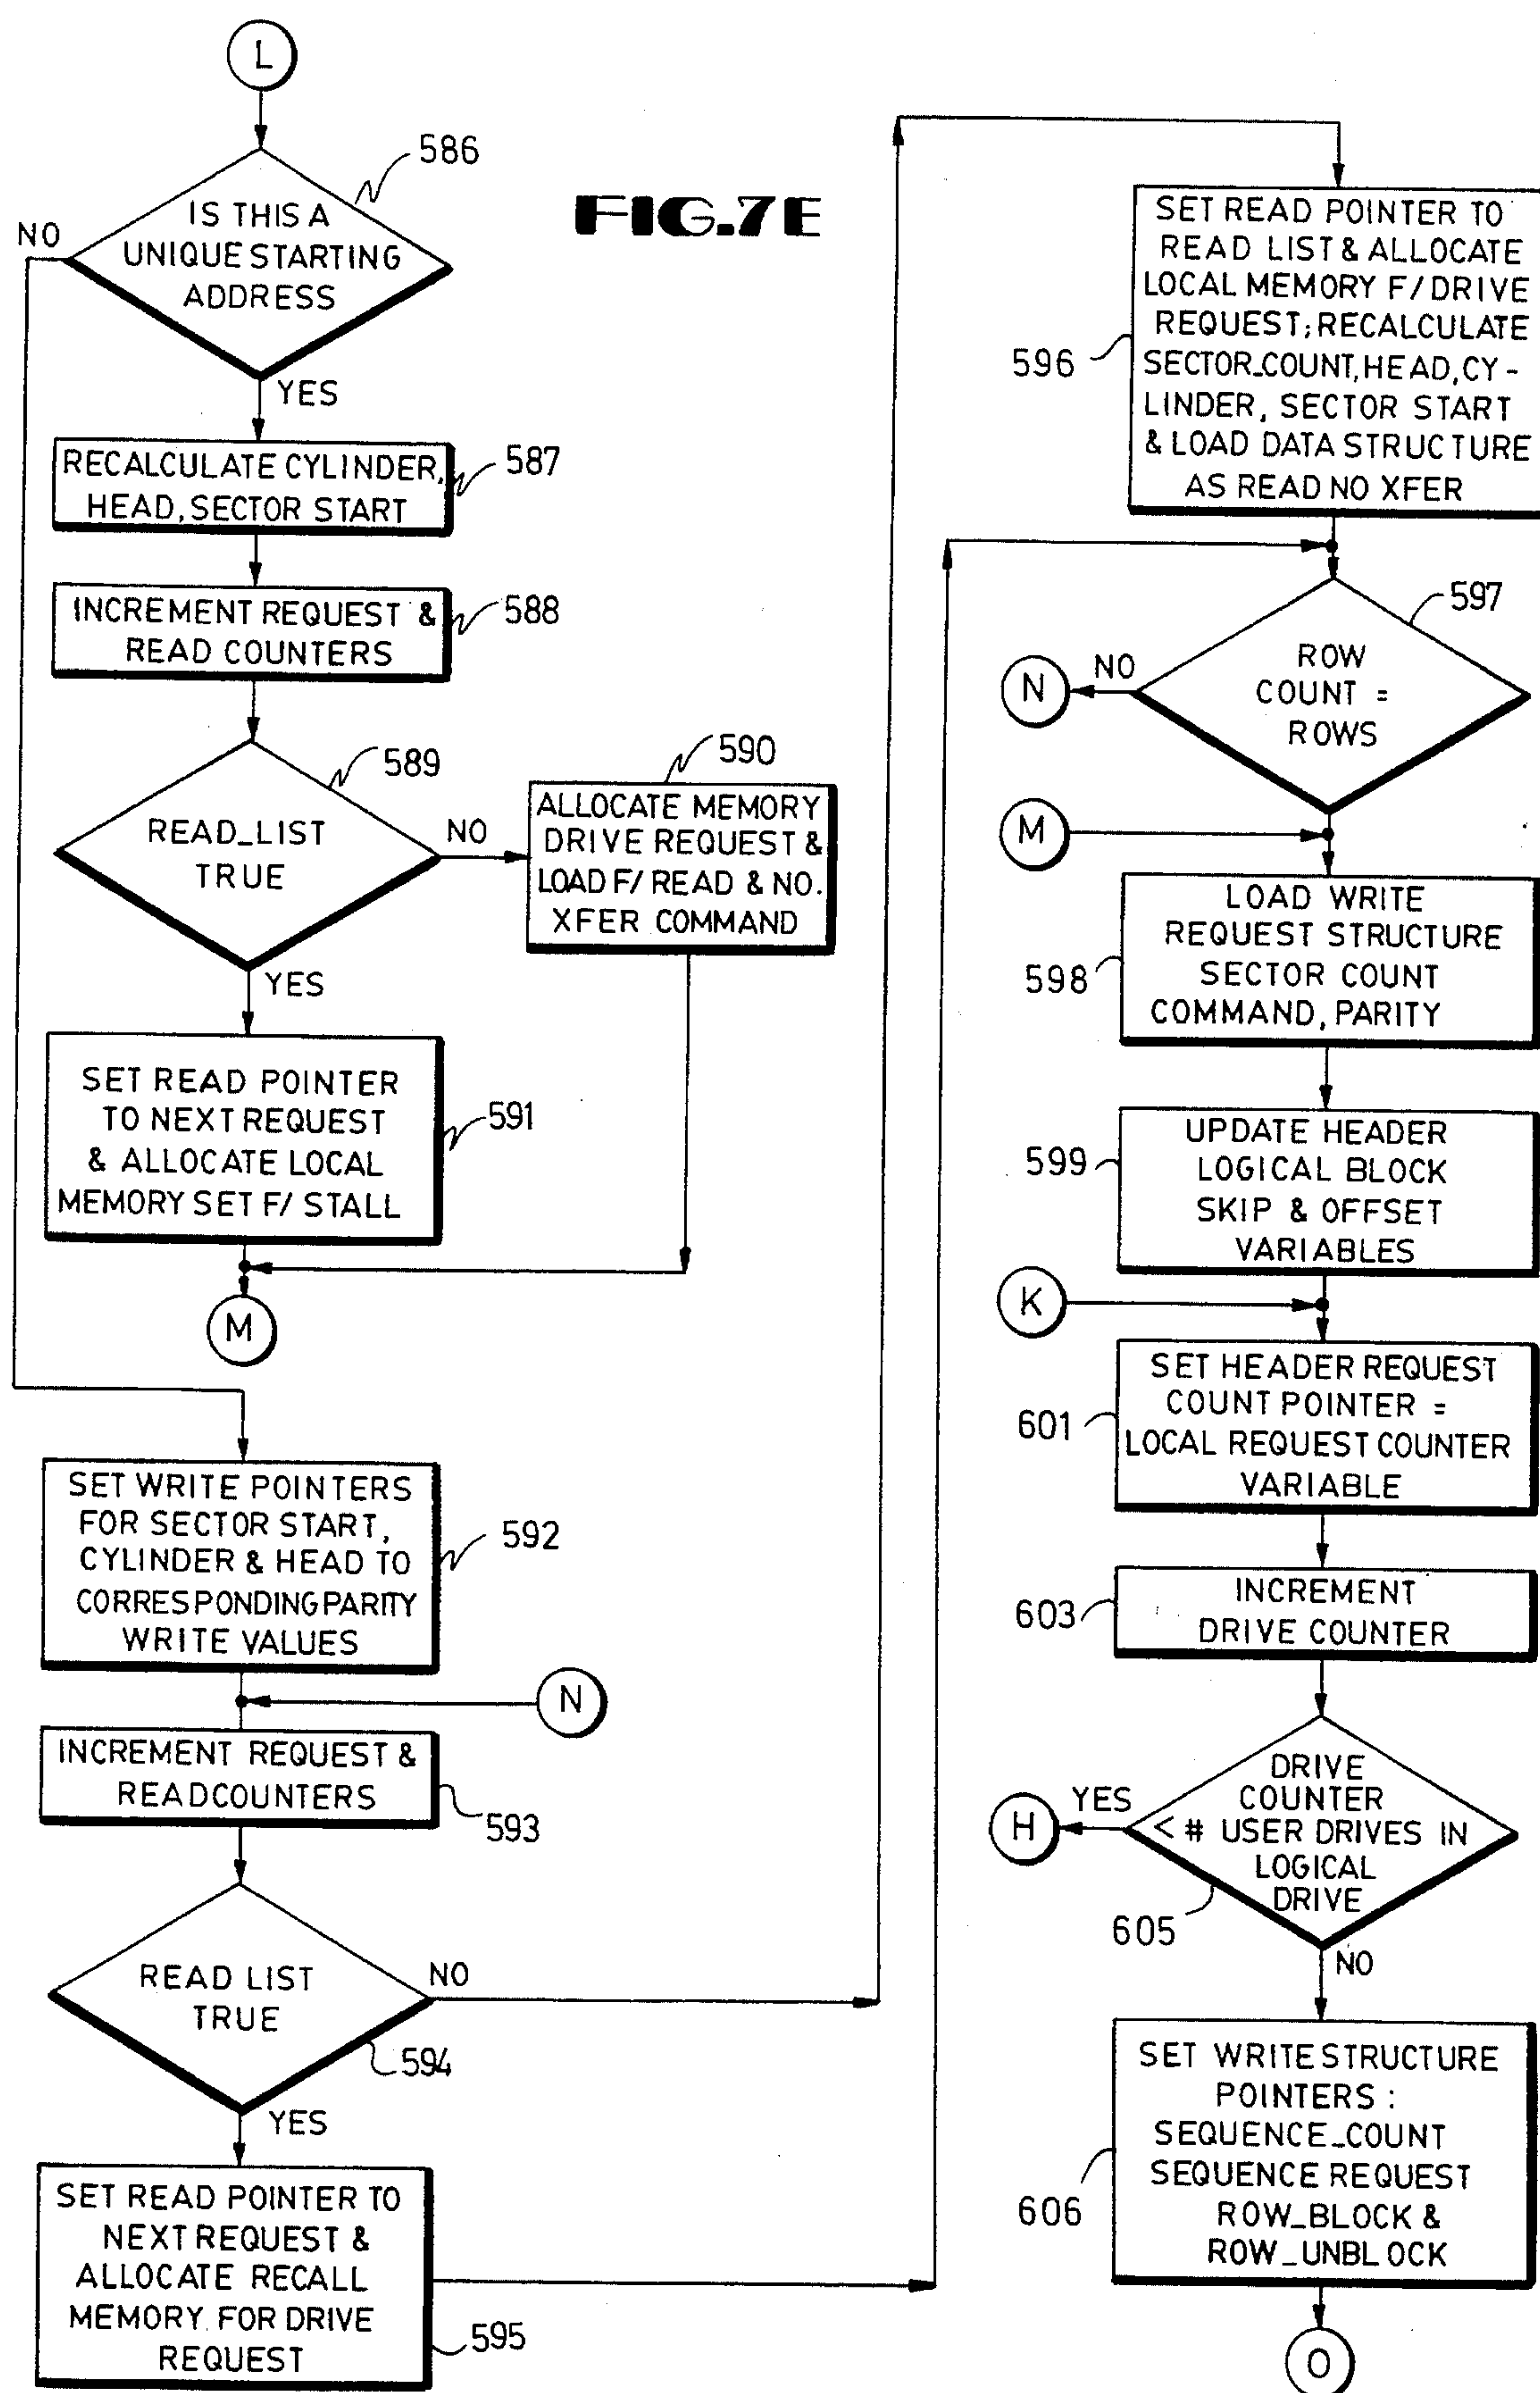 L
586
IS THIS A
UNIQUE STARTING
ADDRESS
NO
YES
FIG.7E
RECALCULATE CYLINDER,
HEAD, SECTOR START
587
INCREMENT REQUEST &
READ COUNTERS
588
589
READ_LIST
TRUE
NO
YES
590
ALLOCATE MEMORY
DRIVE REQUEST &
LOAD F/ READ & NO.
XFER COMMAND
SET READ POINTER
TO NEXT REQUEST
& ALLOCATE LOCAL
MEMORY SET F/ STALL
591
M
SET WRITE POINTERS
FOR SECTOR START,
CYLINDER & HEAD TO
CORRESPONDING PARITY
WRITE VALUES
592
N
INCREMENT REQUEST &
READ COUNTERS
593
READ LIST
TRUE
NO
594
YES
SET READ POINTER TO
NEXT REQUEST &
ALLOCATE RECALL
MEMORY FOR DRIVE
REQUEST
595
SET READ POINTER TO
READ LIST & ALLOCATE
LOCAL MEMORY F/ DRIVE
REQUEST; RECALCULATE
SECTOR_COUNT, HEAD, CY-
LINDER, SECTOR START
& LOAD DATA STRUCTURE
AS READ NO XFER
596
597
ROW
COUNT =
ROWS
NO
N
M
LOAD WRITE
REQUEST STRUCTURE
SECTOR COUNT
COMMAND, PARITY
598
UPDATE HEADER
LOGICAL BLOCK
SKIP & OFFSET
VARIABLES
599
K
SET HEADER REQUEST
COUNT POINTER =
LOCAL REQUEST COUNTER
VARIABLE
601
INCREMENT
DRIVE COUNTER
603
DRIVE
COUNTER
< # USER DRIVES IN
LOGICAL
DRIVE
YES
H
605
NO
SET WRITE STRUCTURE
POINTERS :
SEQUENCE_COUNT
SEQUENCE REQUEST
ROW_BLOCK &
ROW_UNBLOCK
606
O